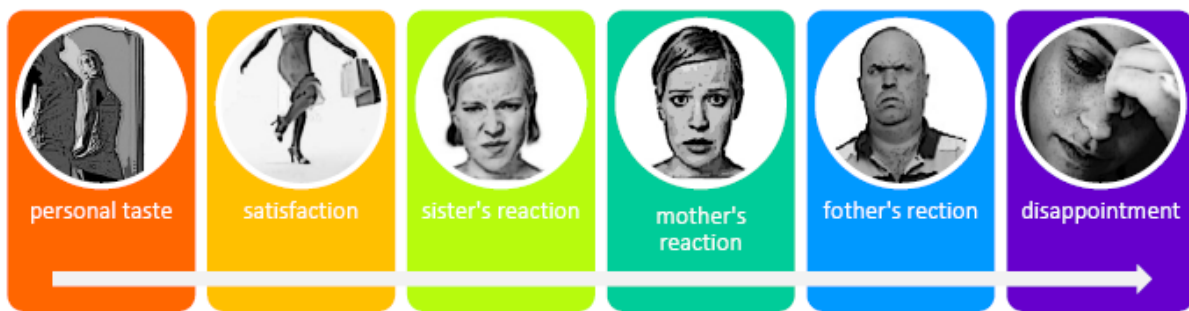 personal taste
satisfaction
sister's reaction
mother's
reaction
fother's rection
disappointment